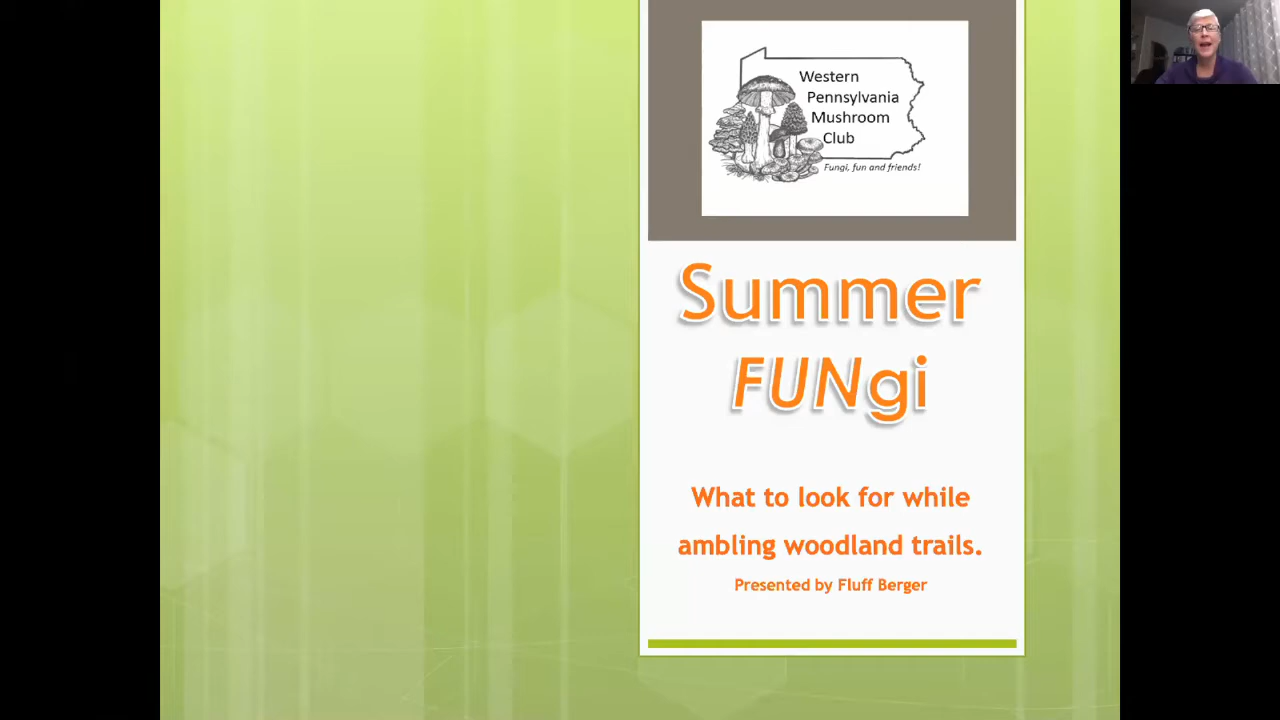 Western
Pennsylvania
Mushroom
Club
Fungi, fun and friends!
Summer
FUNgi
What to look for while
ambling woodland trails.
Presented by Fluff Berger